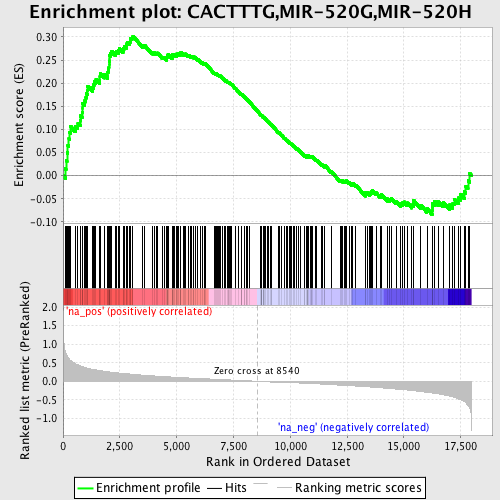 Enrichment plot: CACTTTG,MIR-520G,MIR-520H
Enrichment score (ES)
0.30
0.25
0.20
0.15
0.10
0.05
0.00
-0.05
-0.10
'na_pos' (positively correlated)
Ranked list metric (PreRanked)
2.0
1.5
1.0
0.5
0.0
-0.5
-1.0
Zero cross at 8540
'na_neg' (negatively correlated)
0
2,500
5,000
7,500
10,000
12,500
15,000
17,500
Rank in Ordered Dataset
Enrichment profile
Hits
Ranking metric scores